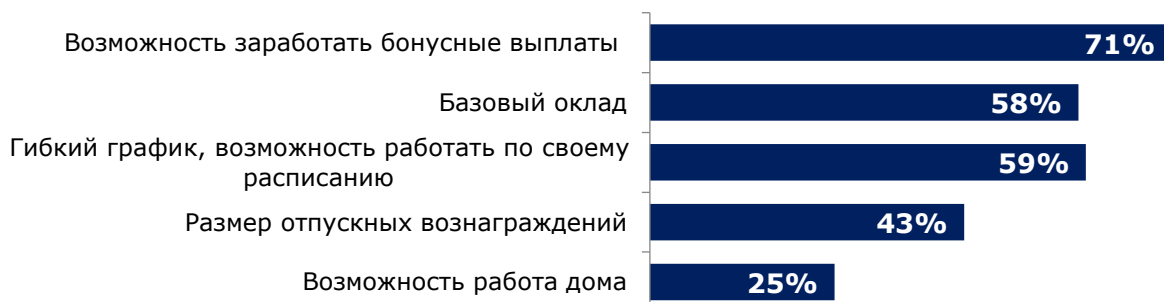 Возможность заработать бонусные выплаты
71%
Базовый оклад
58%
Гибкий график, возможность работать по своему
расписанию
59%
Размер отпускных вознаграждений
43%
Возможность работа дома
25%